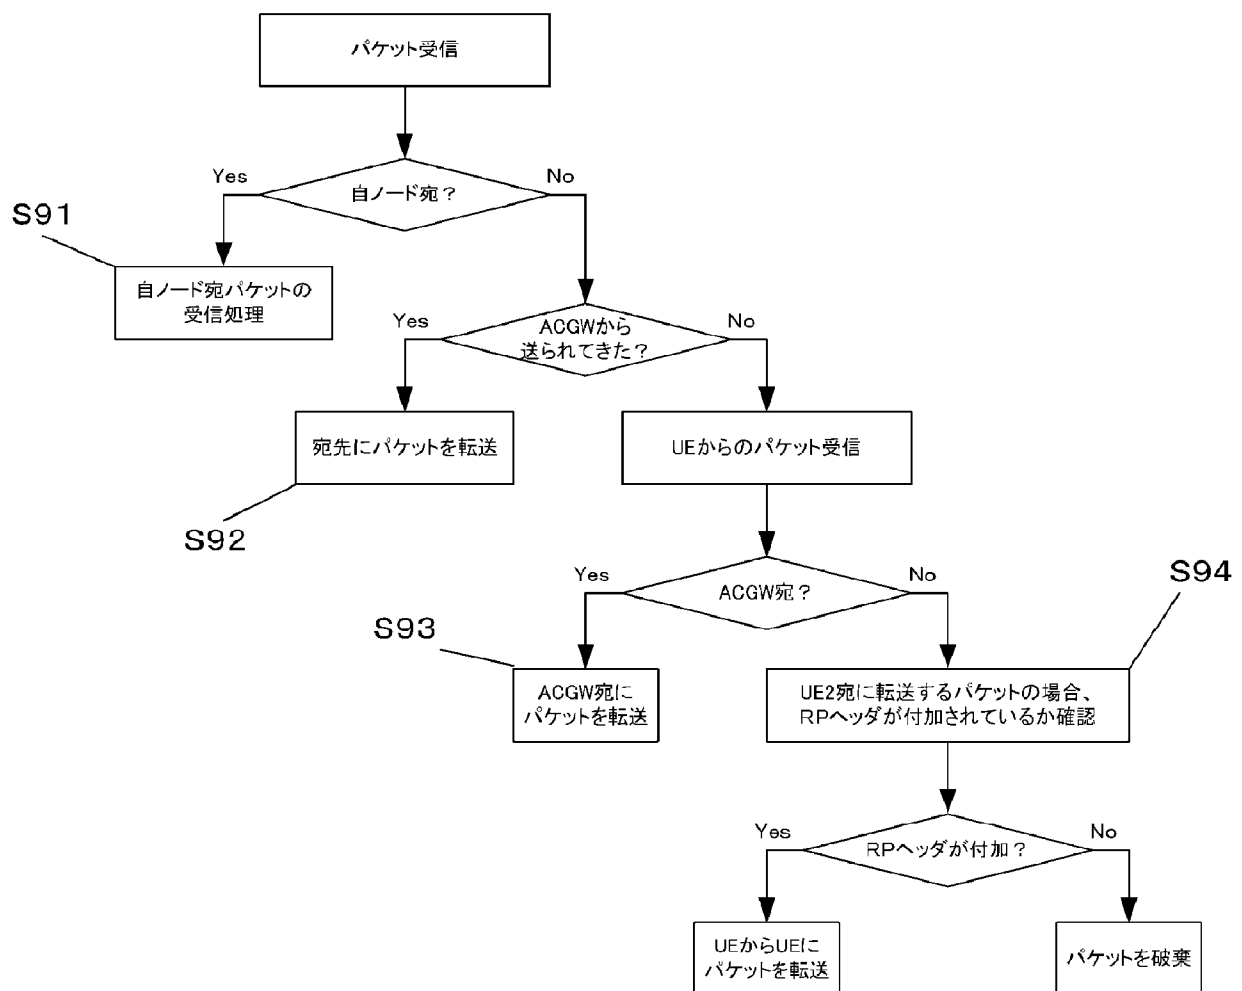 パケット受信
Yes
No
自ノード宛？
S91
自ノード宛パケットの
受信処理
Yes
No
ACGWから
送られてきた？
宛先にパケットを転送
UEからのパケット受信
S92
Yes
No
ACGW宛？
S94
S93
ACGW宛に
パケットを転送
UE2宛に転送するパケットの場合、
RPヘッダが付加されているか確認
Yes
No
RPヘッダが付加？
UEからUEに
パケットを転送
パケットを破棄